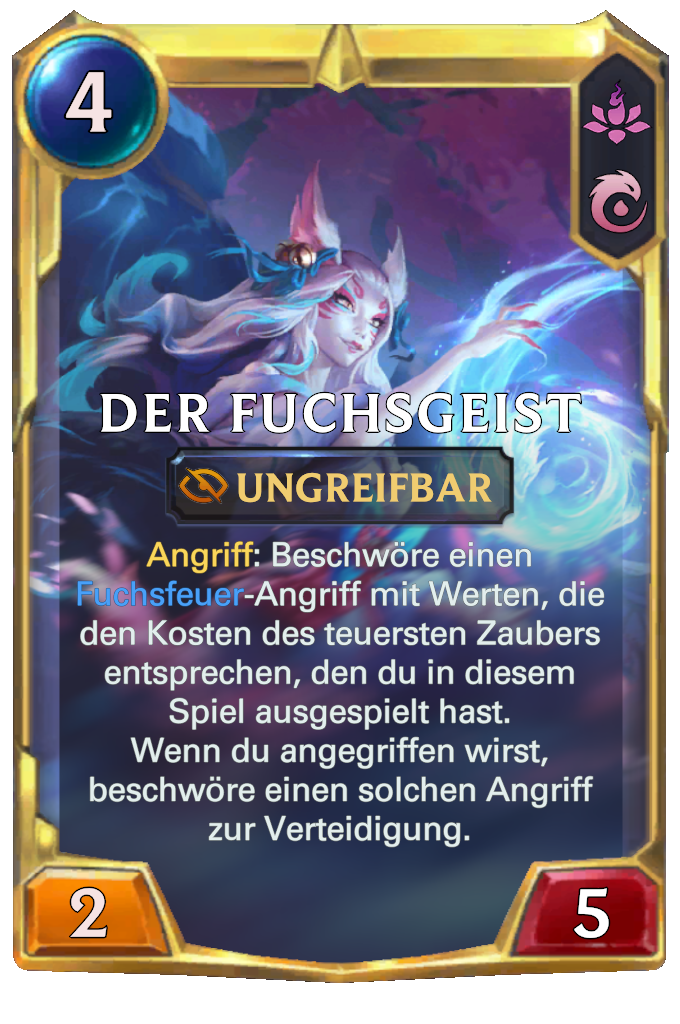 4
DER FUCHSGEIST
UNGREIFBAR
Angriff: Beschwöre einen
Fuchsfeuer-Angriff mit Werten, die
den Kosten des teuersten Zaubers
entsprechen, den du in diesem
Spiel ausgespielt hast.
Wenn du angegriffen wirst,
beschwöre einen solchen Angriff
zur Verteidigung.
2
5